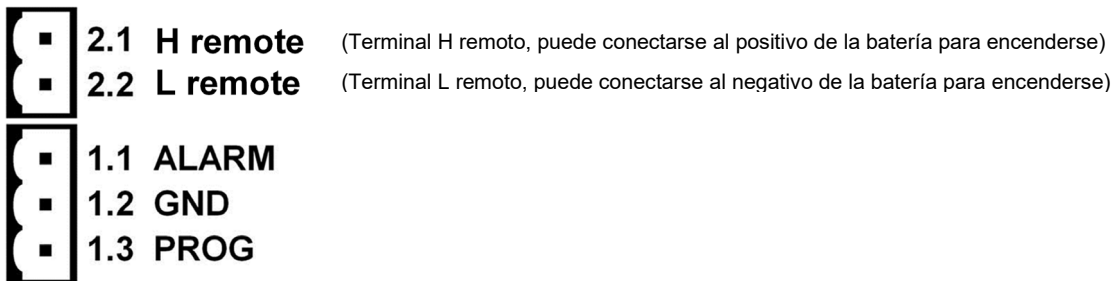 2.1 H remote (Terminal H remoto, puede conectarse al positivo de la batería para encenderse)
2.2 L remote (Terminal L remoto, puede conectarse al negativo de la batería para encenderse)
1.1 ALARM
1.2 GND
1.3 PROG